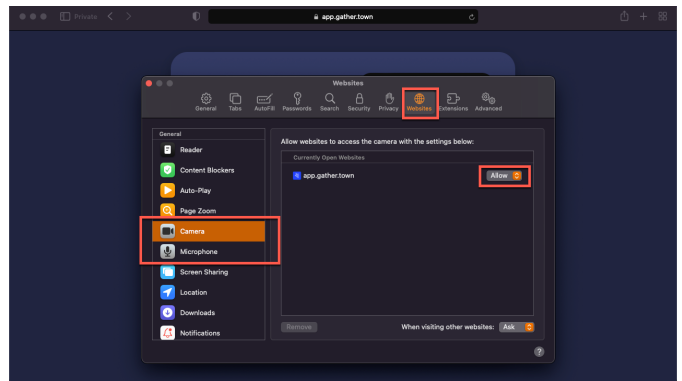 Private
app.gather.town
Websites
General Tabs AutoFill Passwords Search Security Privacy Websites Extensions Advanced
General
Reader
Content Blockers
Auto-Play
Page Zoom
Camera
Microphone
Screen Sharing
Location
Downloads
Notifications
Allow websites to access the camera with the settings below:
Currently Open Websites
app.gather.town Allow
Remove When visiting other websites: Ask
?